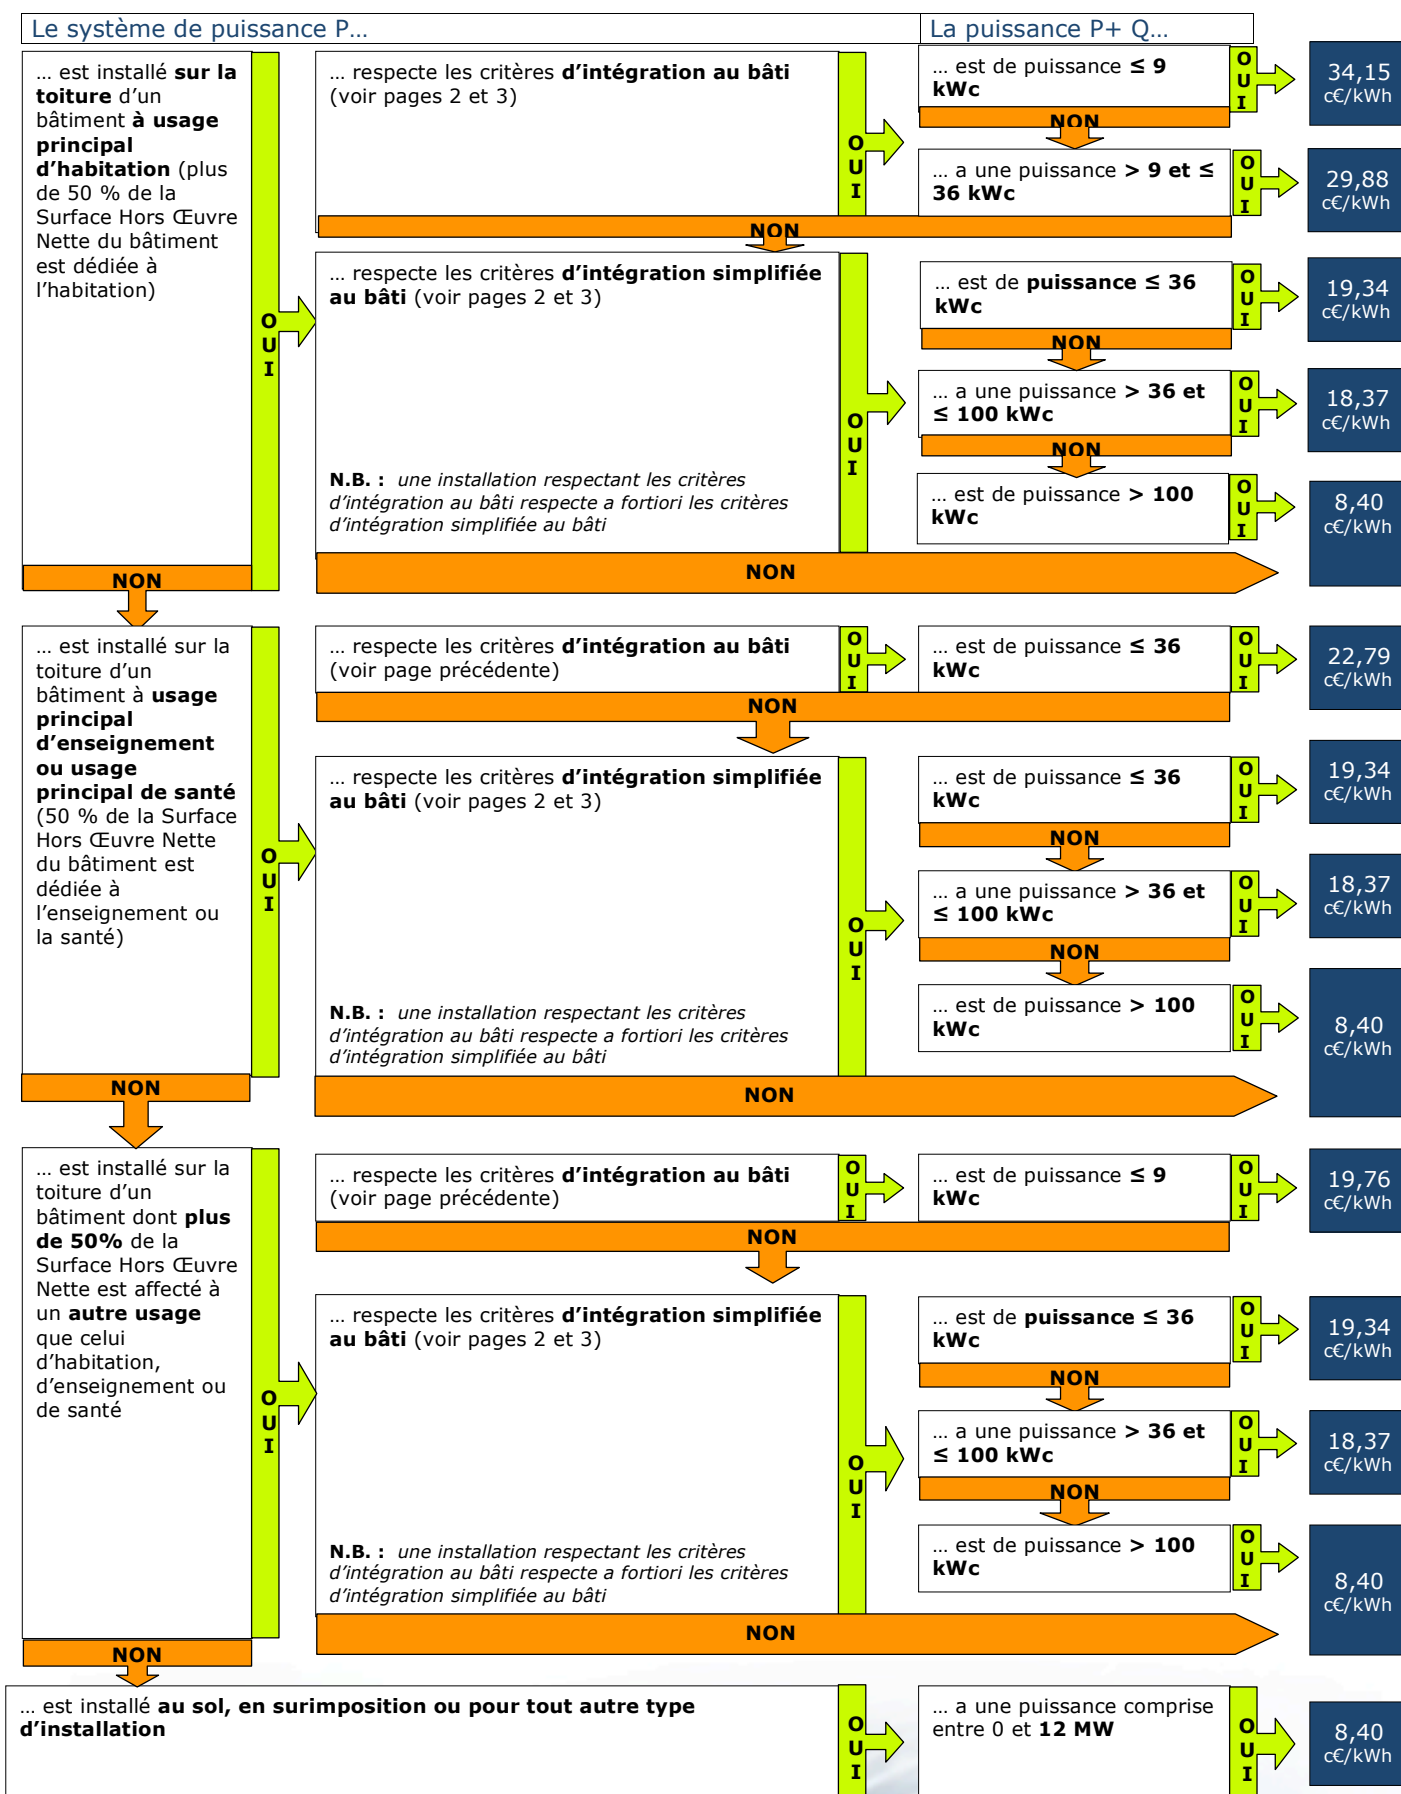 Le système de puissance P...
La puissance P+ Q...
... est installé sur la
toiture d'un
bâtiment à usage
principal
d'habitation (plus
de 50 % de la
Surface Hors Œuvre
Nette du bâtiment
est dédiée à
l'habitation)
OUI
NON
... respecte les critères d'intégration au bâti
(voir pages 2 et 3)
OUI
... est de puissance ≤ 9
kWc
OUI
34,15
c€/kWh
NON
... a une puissance > 9 et ≤
36 kWc
OUI
29,88
c€/kWh
NON
... respecte les critères d'intégration simplifiée
au bâti (voir pages 2 et 3)
N.B. : une installation respectant les critères
d'intégration au bâti respecte a fortiori les critères
d'intégration simplifiée au bâti
OUI
... est de puissance ≤ 36
kWc
OUI
19,34
c€/kWh
NON
... a une puissance > 36 et
≤ 100 kWc
OUI
18,37
c€/kWh
NON
... est de puissance > 100
kWc
OUI
8,40
c€/kWh
NON
... est installé sur la
toiture d'un
bâtiment à usage
principal
d'enseignement
ou usage
principal de santé
(50 % de la Surface
Hors Œuvre Nette
du bâtiment est
dédiée à
l'enseignement ou
la santé)
OUI
NON
... respecte les critères d'intégration au bâti
(voir page précédente)
OUI
... est de puissance ≤ 36
kWc
OUI
22,79
c€/kWh
NON
... respecte les critères d'intégration simplifiée
au bâti (voir pages 2 et 3)
N.B. : une installation respectant les critères
d'intégration au bâti respecte a fortiori les critères
d'intégration simplifiée au bâti
OUI
... est de puissance ≤ 36
kWc
OUI
19,34
c€/kWh
NON
... a une puissance > 36 et
≤ 100 kWc
OUI
18,37
c€/kWh
NON
... est de puissance > 100
kWc
OUI
8,40
c€/kWh
NON
... est installé sur la
toiture d'un
bâtiment dont plus
de 50% de la
Surface Hors Œuvre
Nette est affecté à
un autre usage
que celui
d'habitation,
d'enseignement ou
de santé
OUI
NON
... respecte les critères d'intégration au bâti
(voir page précédente)
OUI
... est de puissance ≤ 9
kWc
OUI
19,76
c€/kWh
NON
... respecte les critères d'intégration simplifiée
au bâti (voir pages 2 et 3)
N.B. : une installation respectant les critères
d'intégration au bâti respecte a fortiori les critères
d'intégration simplifiée au bâti
OUI
... est de puissance ≤ 36
kWc
OUI
19,34
c€/kWh
NON
... a une puissance > 36 et
≤ 100 kWc
OUI
18,37
c€/kWh
NON
... est de puissance > 100
kWc
OUI
8,40
c€/kWh
NON
... est installé au sol, en surimposition ou pour tout autre type
d'installation
OUI
... a une puissance comprise
entre 0 et 12 MW
OUI
8,40
c€/kWh